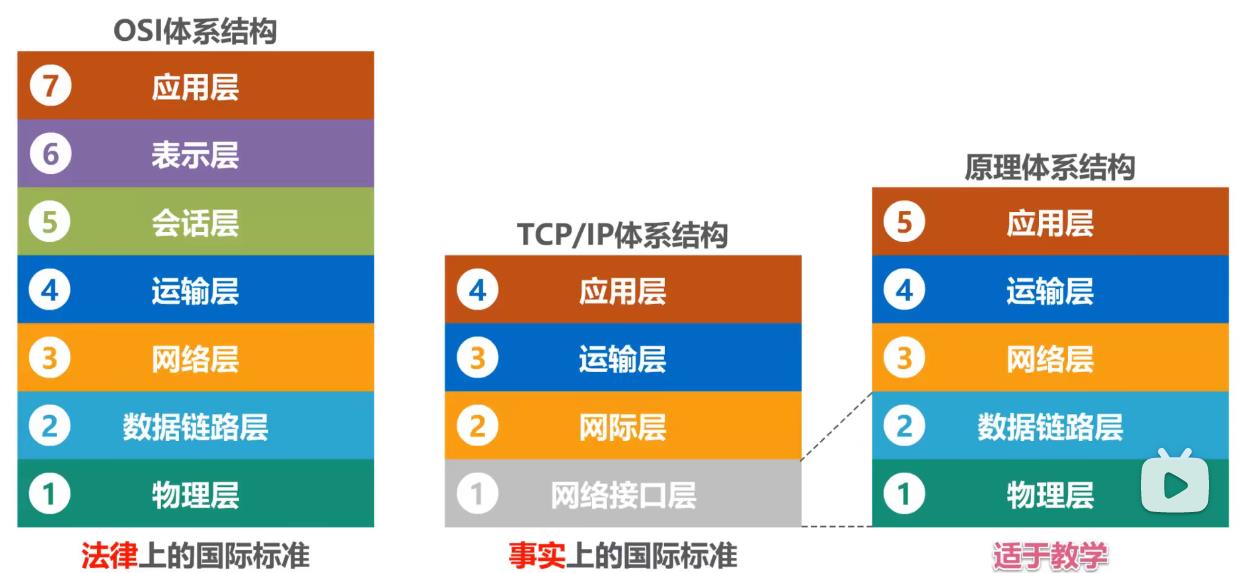 OSI体系结构
7 应用层
6 表示层
5 会话层
4 运输层
3 网络层
2 数据链路层
1 物理层
法律上的国际标准
TCP/IP体系结构
4 应用层
3 运输层
2 网际层
1 网络接口层
事实上的国际标准
原理体系结构
5 应用层
4 运输层
3 网络层
2 数据链路层
1 物理层
适于教学